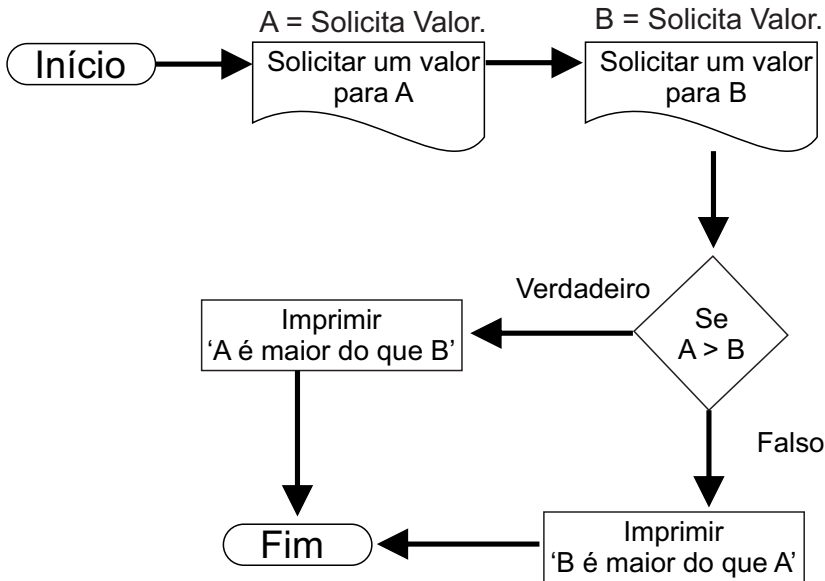 A = Solicita Valor.
B = Solicita Valor.
Início
Solicitar um valor
para A
Solicitar um valor
para B
Verdadeiro
Se
A > B
Imprimir
‘A é maior do que B’
Falso
Imprimir
‘B é maior do que A’
Fim